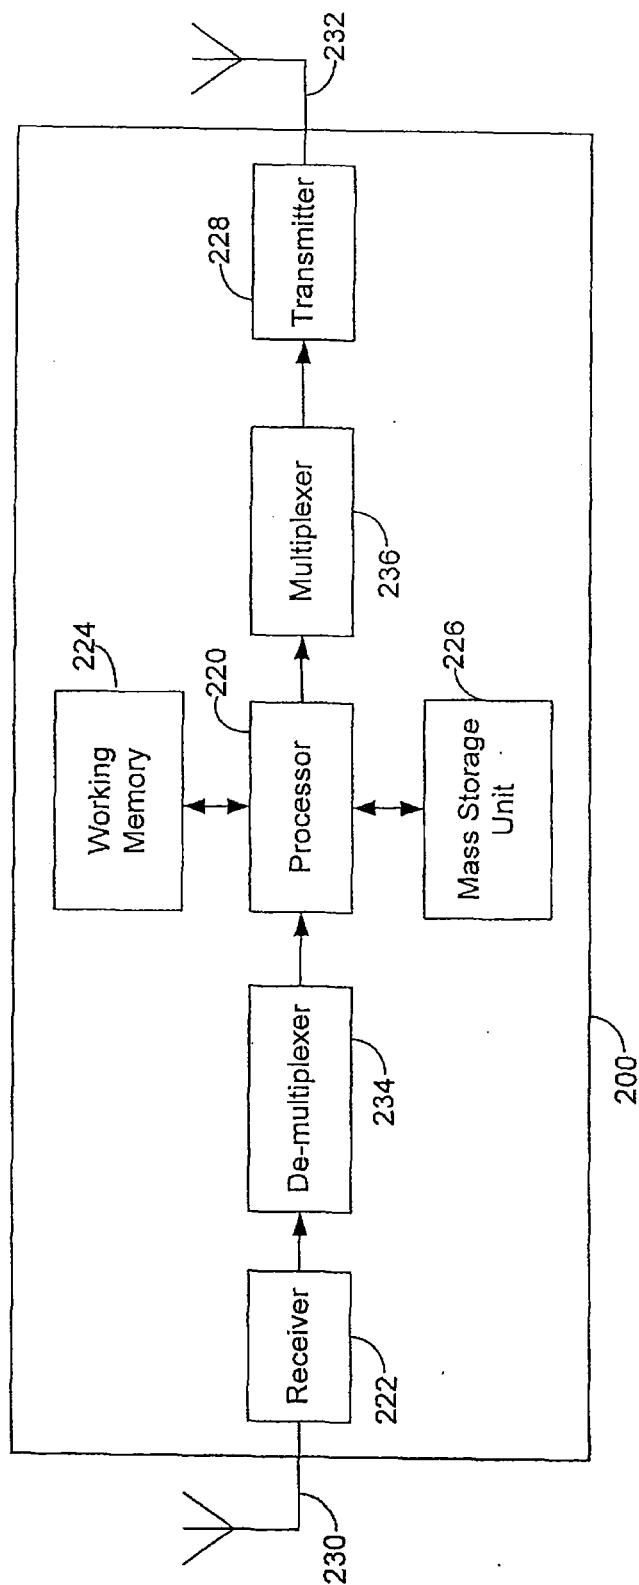 224
Working
Memory
220
228
232
Receiver
De-multiplexer
Processor
Multiplexer
Transmitter
230
222
234
236
226
Mass Storage
Unit
200